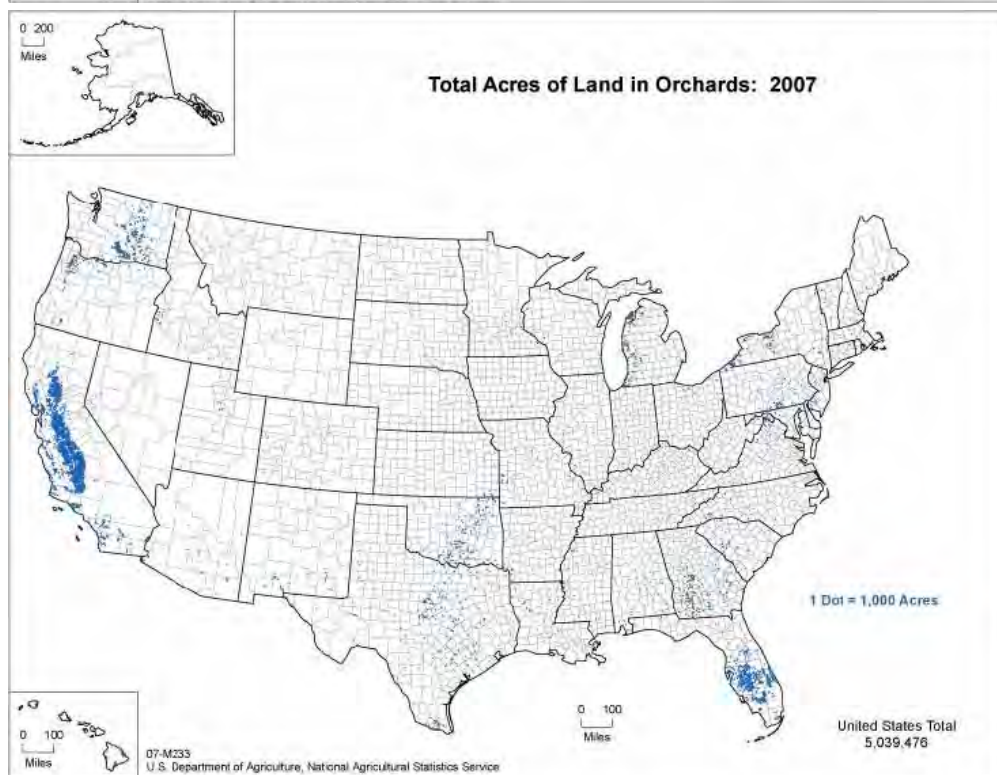 0 200
Miles
Total Acres of Land in Orchards: 2007
1 Dot = 1,000 Acres
0 100
Miles
0 100
Miles
United States Total
5,039,476
07-M233
U.S. Department of Agriculture, National Agricultural Statistics Service